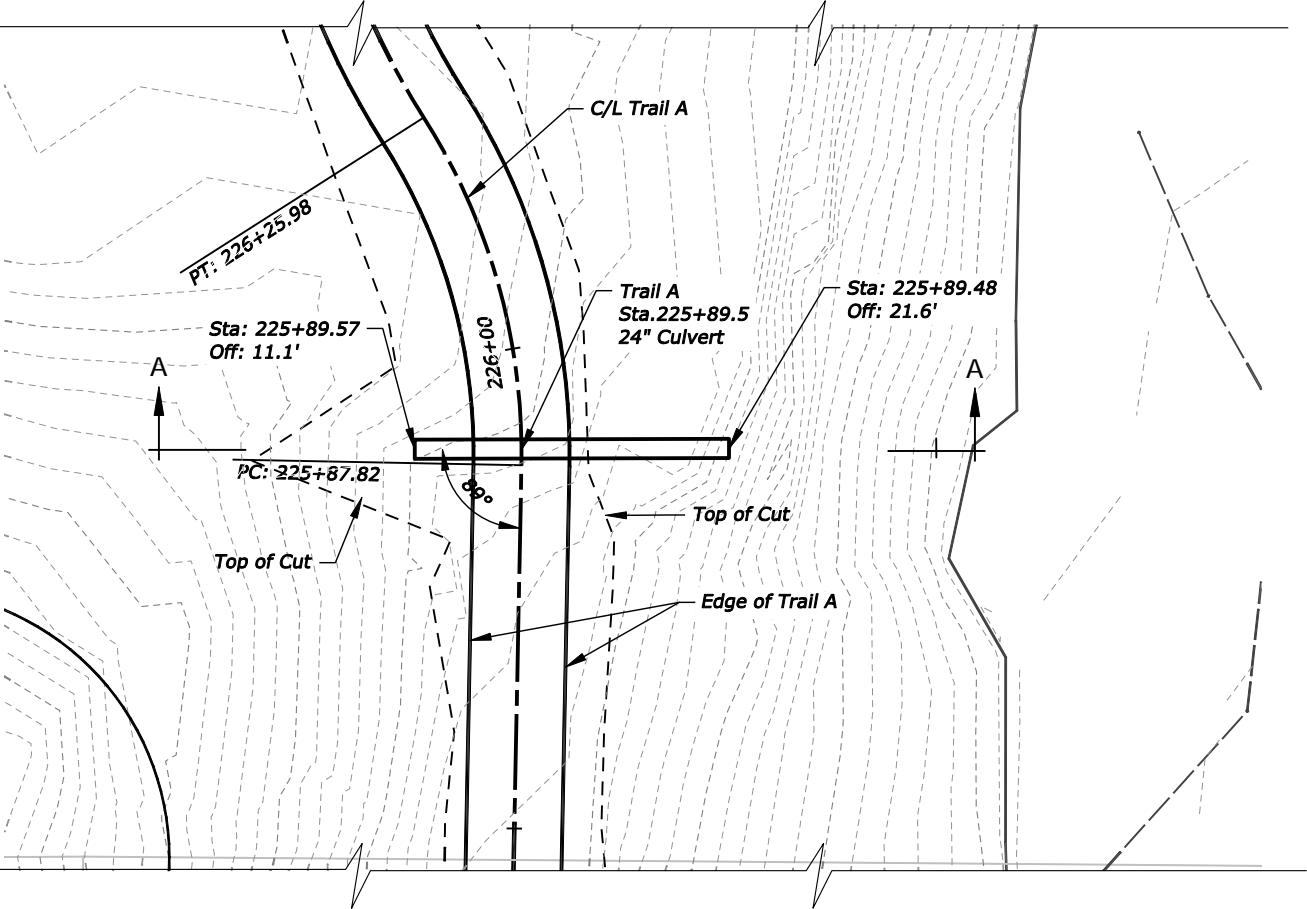 C/L Trail A
PT: 226+25.98
Trail A
Sta.225+89.5
24" Culvert
Sta: 225+89.48
Off: 21.6'
Sta: 225+89.57
Off: 11.1'
226+00
A
A
PC: 225+87.82
89°
Top of Cut
Top of Cut
Edge of Trail A